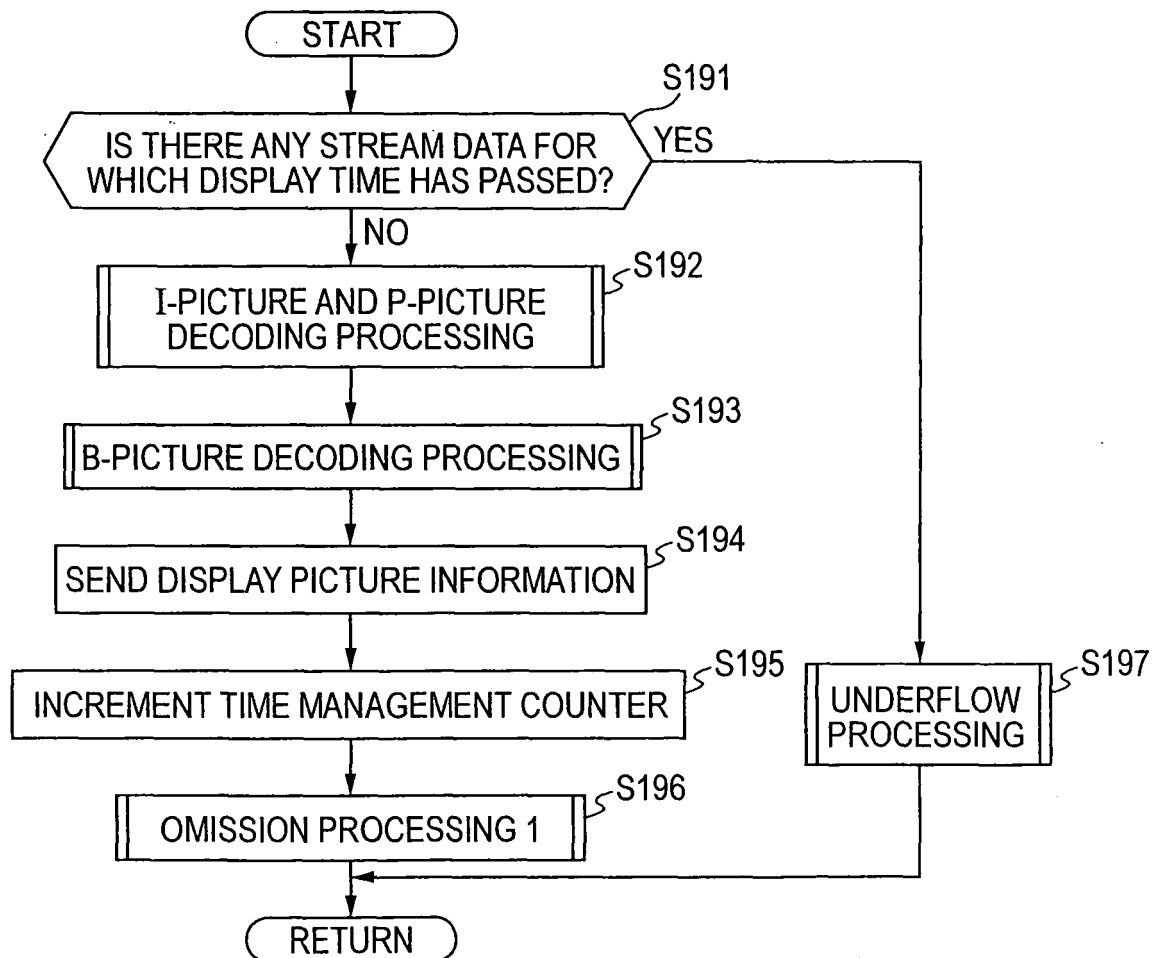 START
S191
IS THERE ANY STREAM DATA FOR
WHICH DISPLAY TIME HAS PASSED?
YES
NO
S192
I-PICTURE AND P-PICTURE
DECODING PROCESSING
S193
B-PICTURE DECODING PROCESSING
S194
SEND DISPLAY PICTURE INFORMATION
S195
INCREMENT TIME MANAGEMENT COUNTER
S197
UNDERFLOW
PROCESSING
S196
OMISSION PROCESSING 1
RETURN